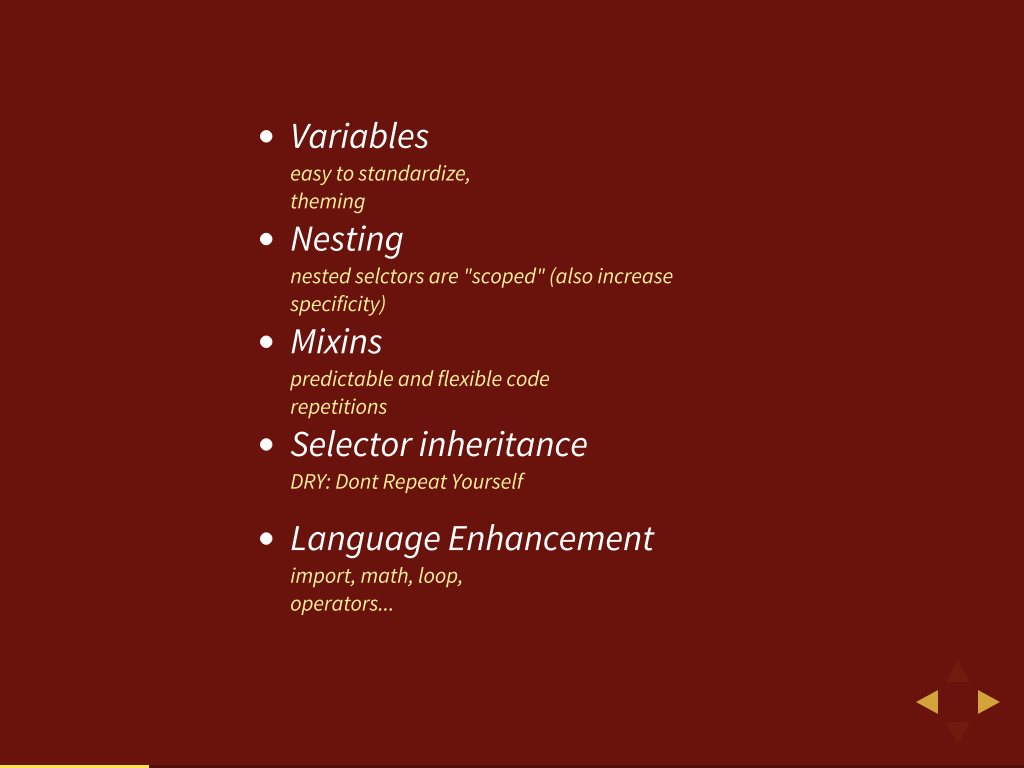 Variables
easy to standardize,
theming
Nesting
nested selctors are "scoped" (also increase
specificity)
Mixins
predictable and flexible code
repetitions
Selector inheritance
DRY: Dont Repeat Yourself
Language Enhancement
import, math, loop,
operators...